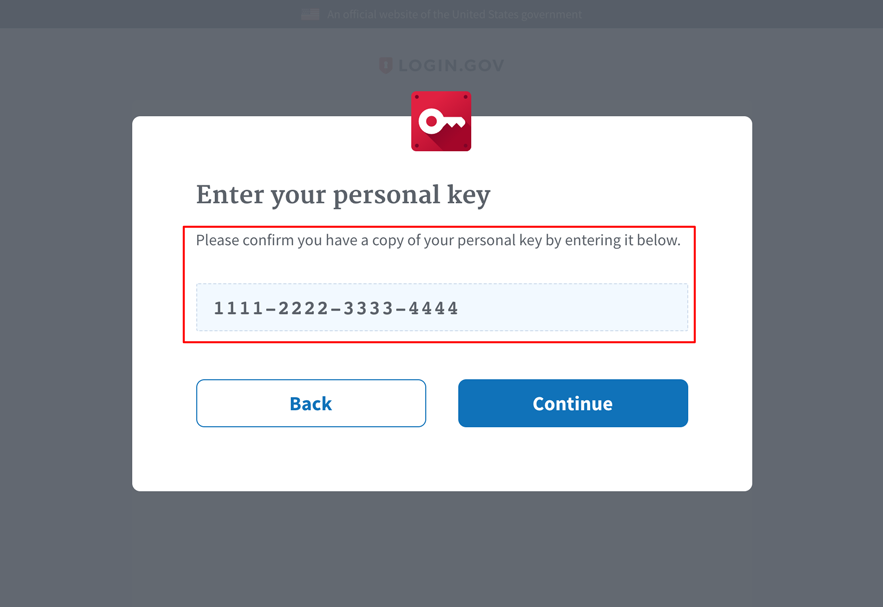 An official website of the United States government
LOGIN.GOV
Enter your personal key
Please confirm you have a copy of your personal key by entering it below.
1111-2222-3333-4444
Back
Continue